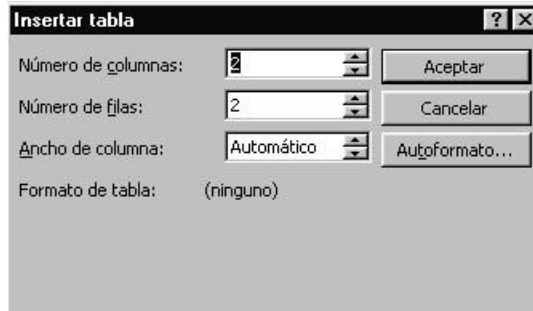 Insertar tabla
Número de columnas: 2 Aceptar
Número de filas: 2 Cancelar
Ancho de columna: Automático Autoformato...
Formato de tabla: (ninguno)